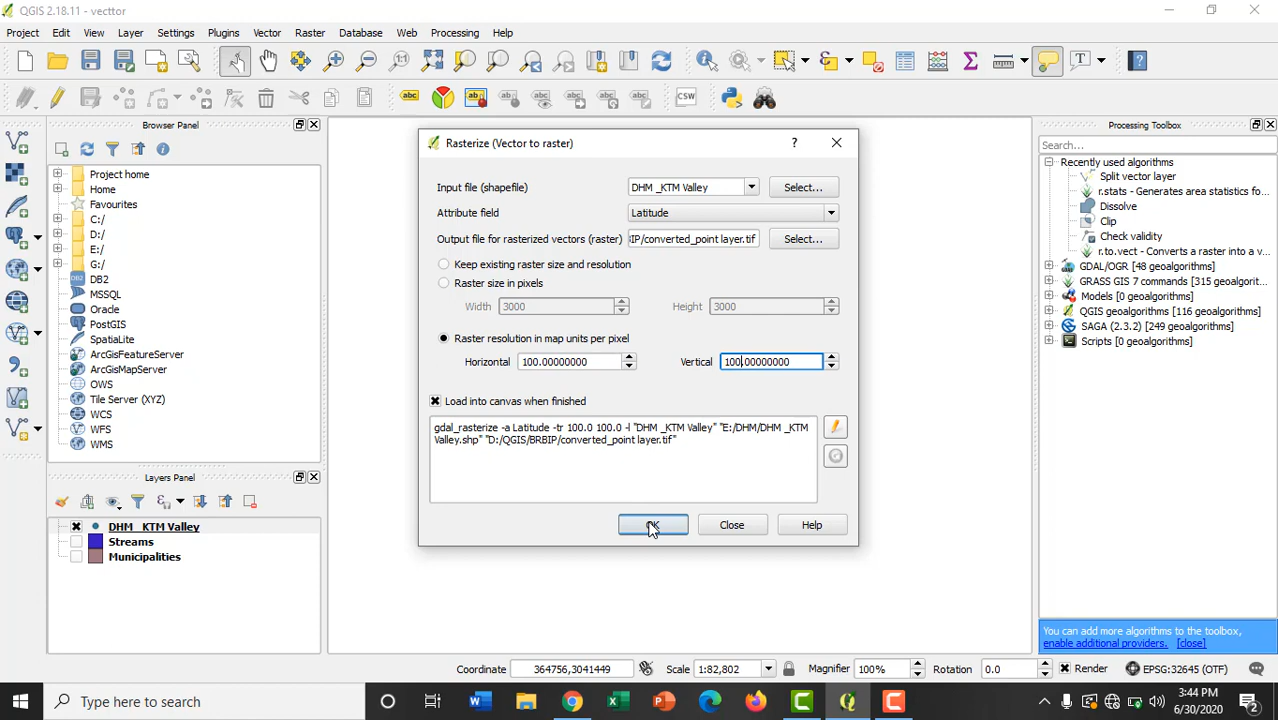 QGIS 2.18.11 - vecttor
Project Edit View Layer Settings Plugins Vector Raster Database Web Processing Help
Browser Panel
Project home
Home
Favourites
C:/
D:/
E:/
G:/
DB2
MSSQL
Oracle
PostGIS
SpatiaLite
ArcGisFeatureServer
ArcGisMapServer
OWS
Tile Server (XYZ)
WCS
WFS
WMS
Layers Panel
DHM _KTM Valley
Streams
Municipalities
Rasterize (Vector to raster)
Input file (shapefile) DHM _KTM Valley Select...
Attribute field Latitude
Output file for rasterized vectors (raster) IIP/converted_point layer.tif Select...
Keep existing raster size and resolution
Raster size in pixels
Width 3000 Height 3000
Raster resolution in map units per pixel
Horizontal 100.00000000 Vertical 100.00000000
Load into canvas when finished
gdal_rasterize -a Latitude -tr 100.0 100.0 -l "DHM _KTM Valley" "E:/DHM/DHM _KTM
Valley.shp" "D:/QGIS/BRBIP/converted_point layer.tif"
OK Close Help
Processing Toolbox
Search...
Recently used algorithms
Split vector layer
r.stats - Generates area statistics fo...
Dissolve
Clip
Check validity
r.to.vect - Converts a raster into a v...
GDAL/OGR [48 geoalgorithms]
GRASS GIS 7 commands [315 geoalgorit...
Models [0 geoalgorithms]
QGIS geoalgorithms [116 geoalgorithms]
SAGA (2.3.2) [249 geoalgorithms]
Scripts [0 geoalgorithms]
You can add more algorithms to the toolbox,
enable additional providers. [close]
Coordinate 364756,3041449 Scale 1:82,802 Magnifier 100% Rotation 0.0 Render EPSG:32645 (OTF)
Type here to search
3:44 PM
6/30/2020